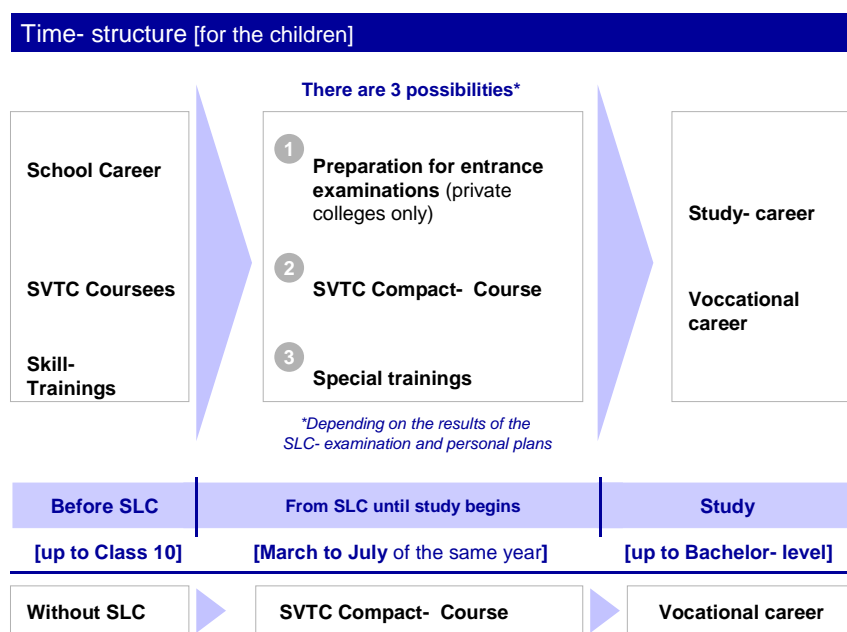 Time- structure [for the children]
There are 3 possibilities*
School Career
SVTC Coursees
Skill-
Trainings
1
Preparation for entrance
examinations (private
colleges only)
2
SVTC Compact- Course
3
Special trainings
Study- career
Voccational
career
*Depending on the results of the
SLC- examination and personal plans
Before SLC
From SLC until study begins
Study
[up to Class 10]
[March to July of the same year]
[up to Bachelor- level]
Without SLC
SVTC Compact- Course
Vocational career